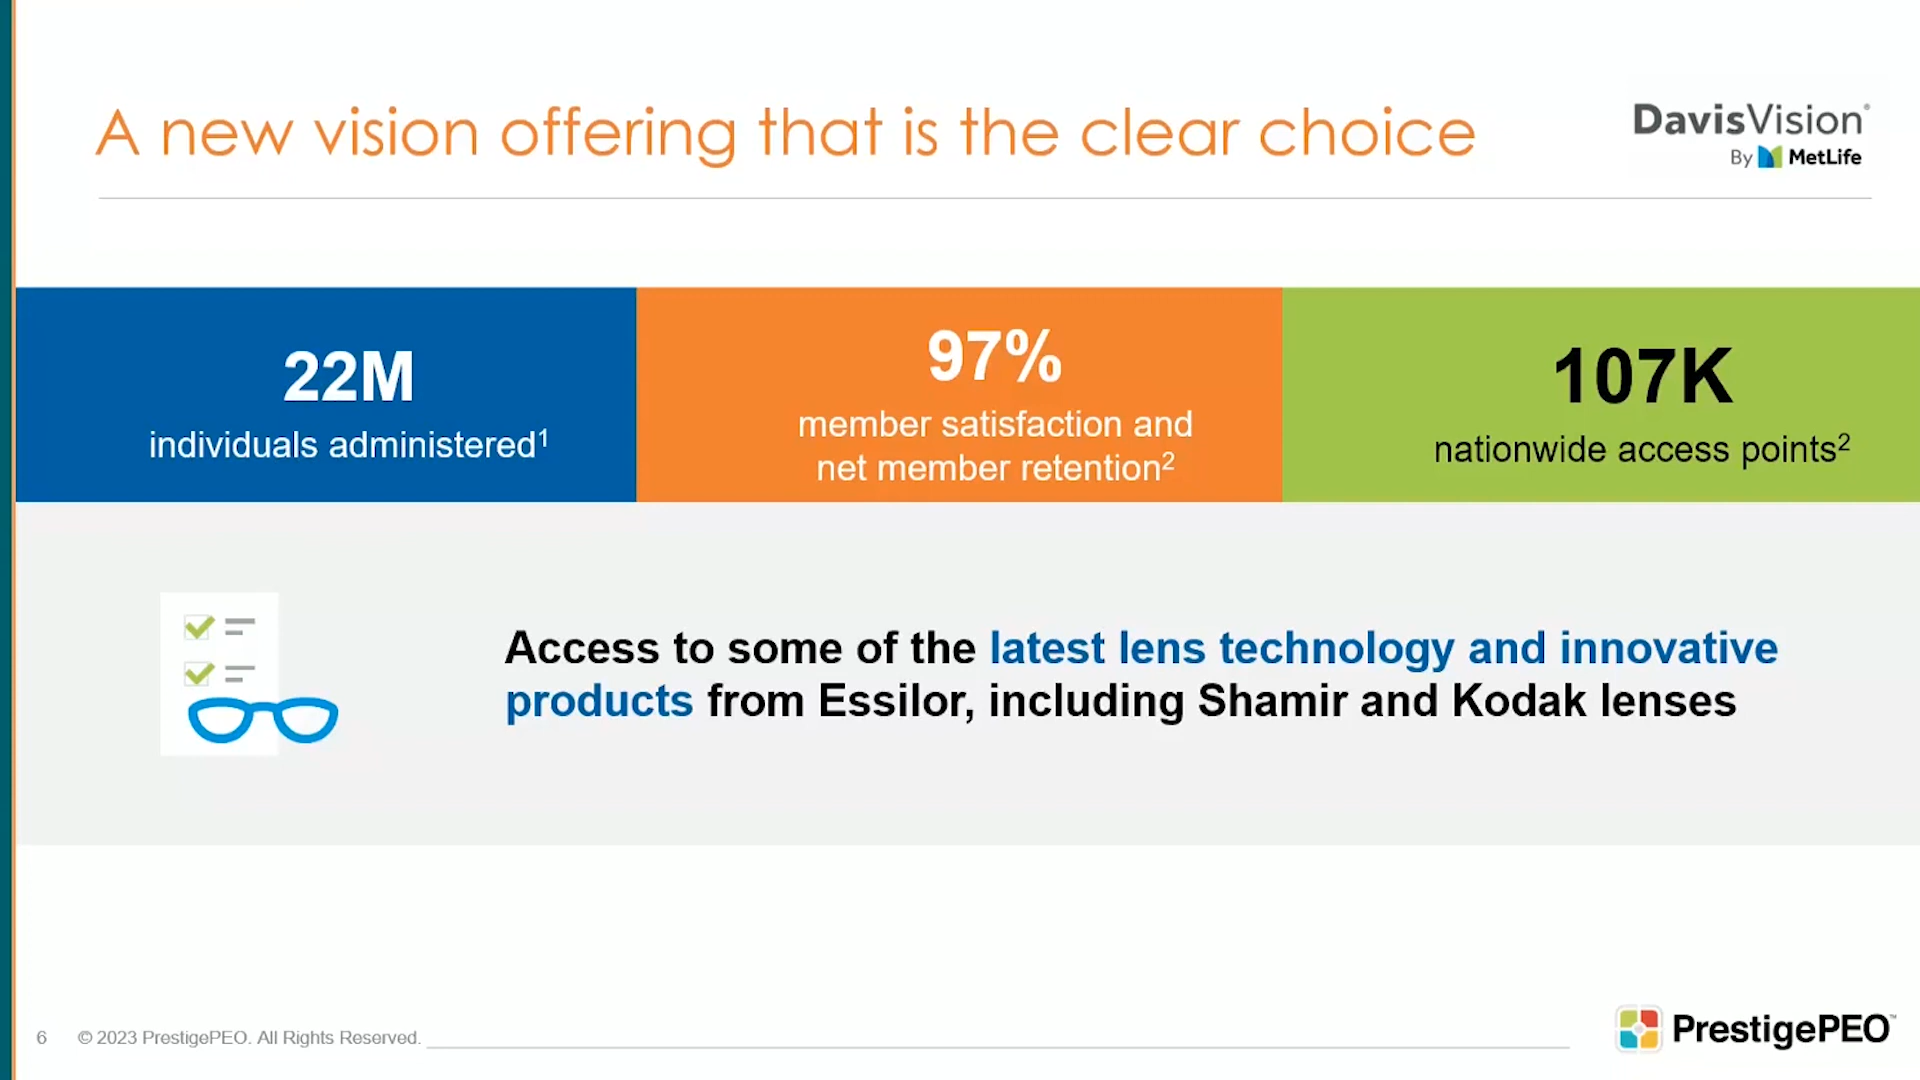 A new vision offering that is the clear choice
DavisVision®
By MetLife
22M
individuals administered¹
97%
member satisfaction and
net member retention²
107K
nationwide access points²
Access to some of the latest lens technology and innovative
products from Essilor, including Shamir and Kodak lenses
6 © 2023 PrestigePEO. All Rights Reserved.
PrestigePEO™